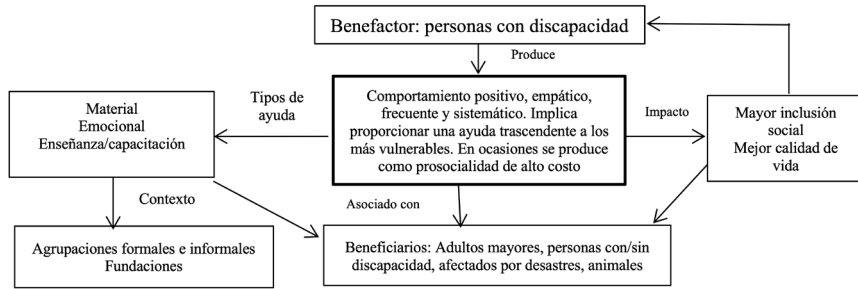 Benefactor: personas con discapacidad
Produce
Tipos de
ayuda
Material
Emocional
Enseñanza/capacitación
Comportamiento positivo, empático,
frecuente y sistemático. Implica
proporcionar una ayuda trascendente a los
más vulnerables. En ocasiones se produce
como prosocialidad de alto costo
Impacto
Mayor inclusión
social
Mejor calidad de
vida
Contexto
Asociado con
Agrupaciones formales e informales
Fundaciones
Beneficiarios: Adultos mayores, personas con/sin
discapacidad, afectados por desastres, animales